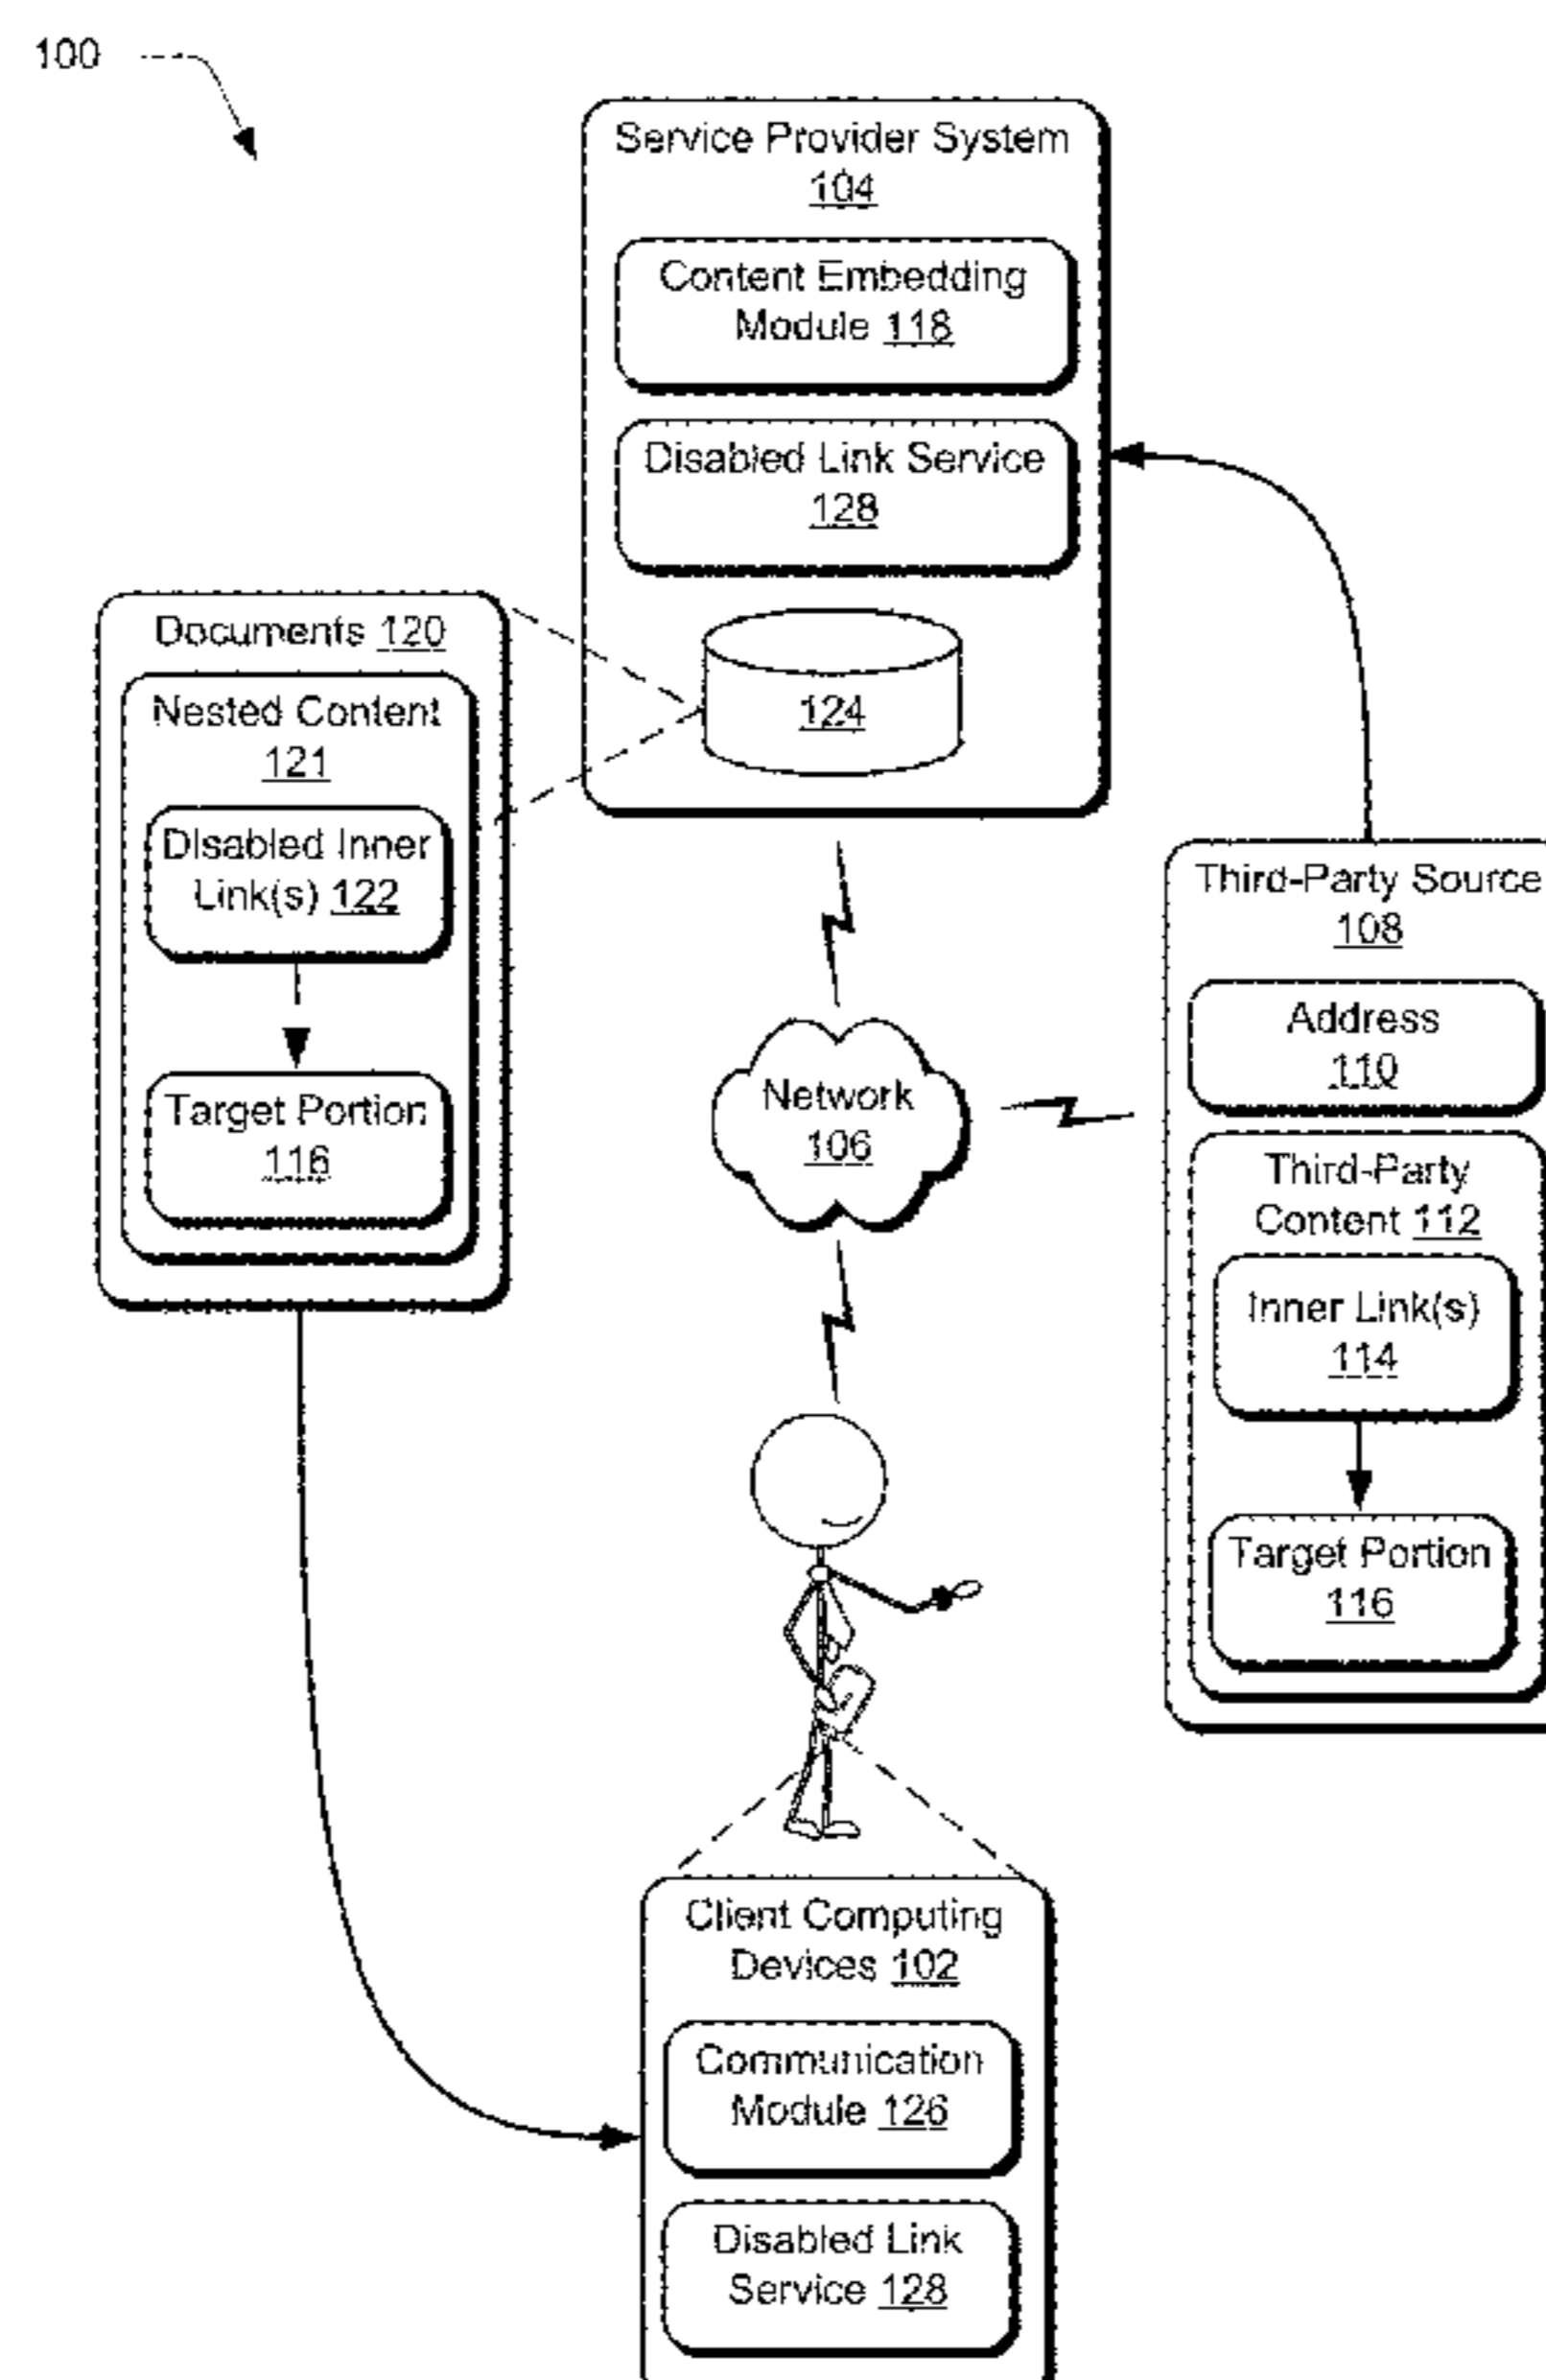 100
Service Provider System
104
Content Embedding
Module 118
Disabled Link Service
128
124
Documents 120
Nested Content
121
Disabled Inner
Link(s) 122
Target Portion
116
Third-Party Source
108
Address
110
Third-Party
Content 112
Inner Link(s)
114
Target Portion
116
Network
106
Client Computing
Devices 102
Communication
Module 126
Disabled Link
Service 128